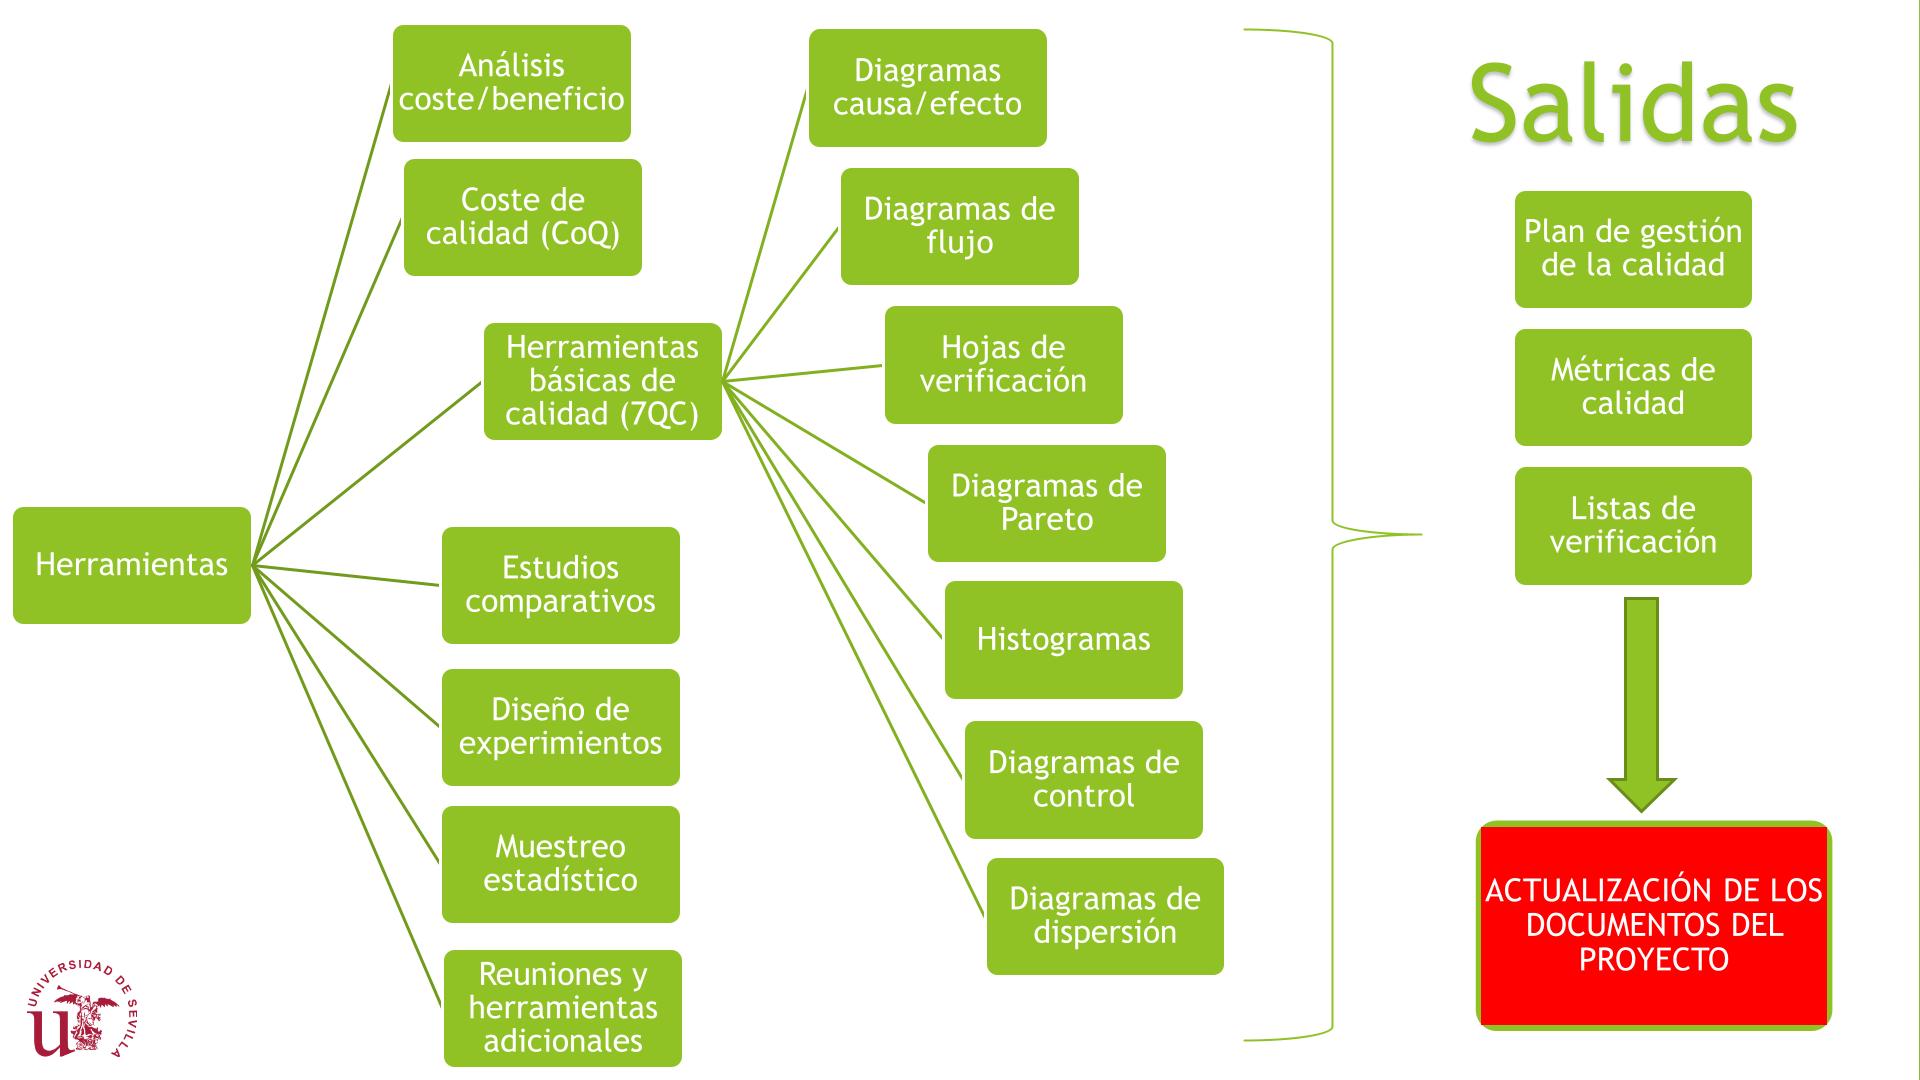 Análisis
coste/beneficio
Coste de
calidad (CoQ)
Herramientas
básicas de
calidad (7QC)
Herramientas
Estudios
comparativos
Diseño de
experimientos
Muestreo
estadístico
Reuniones y
herramientas
adicionales
Diagramas
causa/efecto
Diagramas de
flujo
Hojas de
verificación
Diagramas de
Pareto
Histogramas
Diagramas de
control
Diagramas de
dispersión
Salidas
Plan de gestión
de la calidad
Métricas de
calidad
Listas de
verificación
ACTUALIZACIÓN DE LOS
DOCUMENTOS DEL
PROYECTO
UNIVERSIDAD DE SEVILLA
u